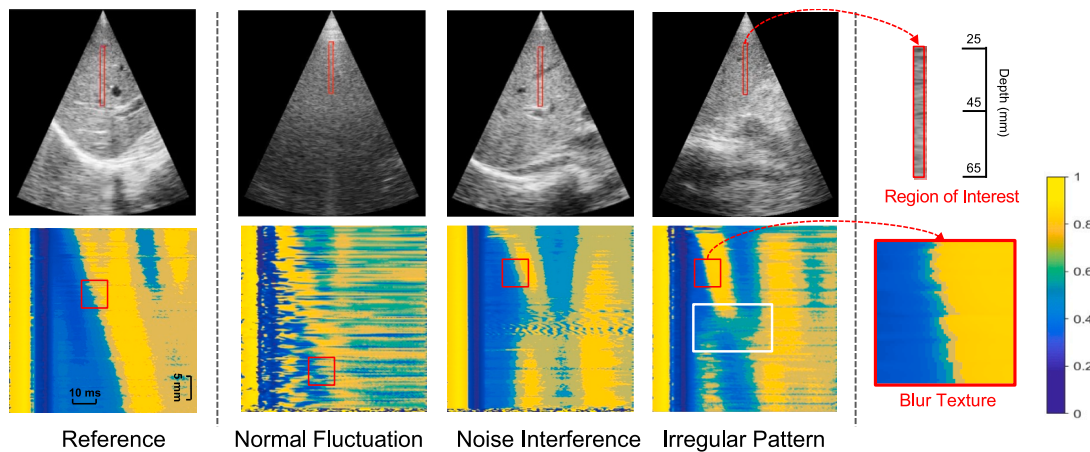 25
45
65
Depth (mm)
Region of Interest
10 ms
5 mm
Blur Texture
1
0.8
0.6
0.4
0.2
0
Reference
Normal Fluctuation
Noise Interference
Irregular Pattern